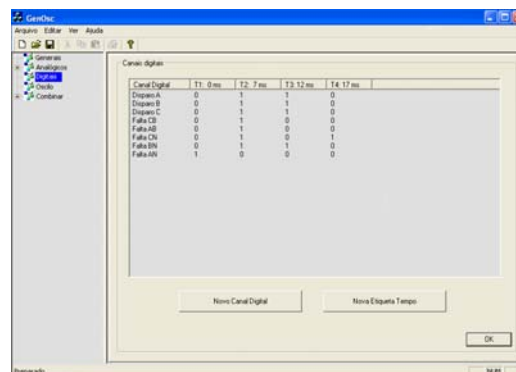 GenOsc
Arquivo Editar Ver Ajuda
Generais
Analógicos
Digitais
Oscilo
Combinar
Canais digitais
Canal Digital T1: 0 ms T2: 7 ms T3: 12 ms T4: 17 ms
Disparo A 0 1 1 0
Disparo B 0 1 1 0
Disparo C 0 1 1 0
Falta CB 0 1 0 0
Falta AB 0 1 0 0
Falta CN 0 1 0 1
Falta BN 0 1 1 0
Falta AN 1 0 0 0
Novo Canal Digital Nova Etiqueta Tempo
OK
Preparado NUM